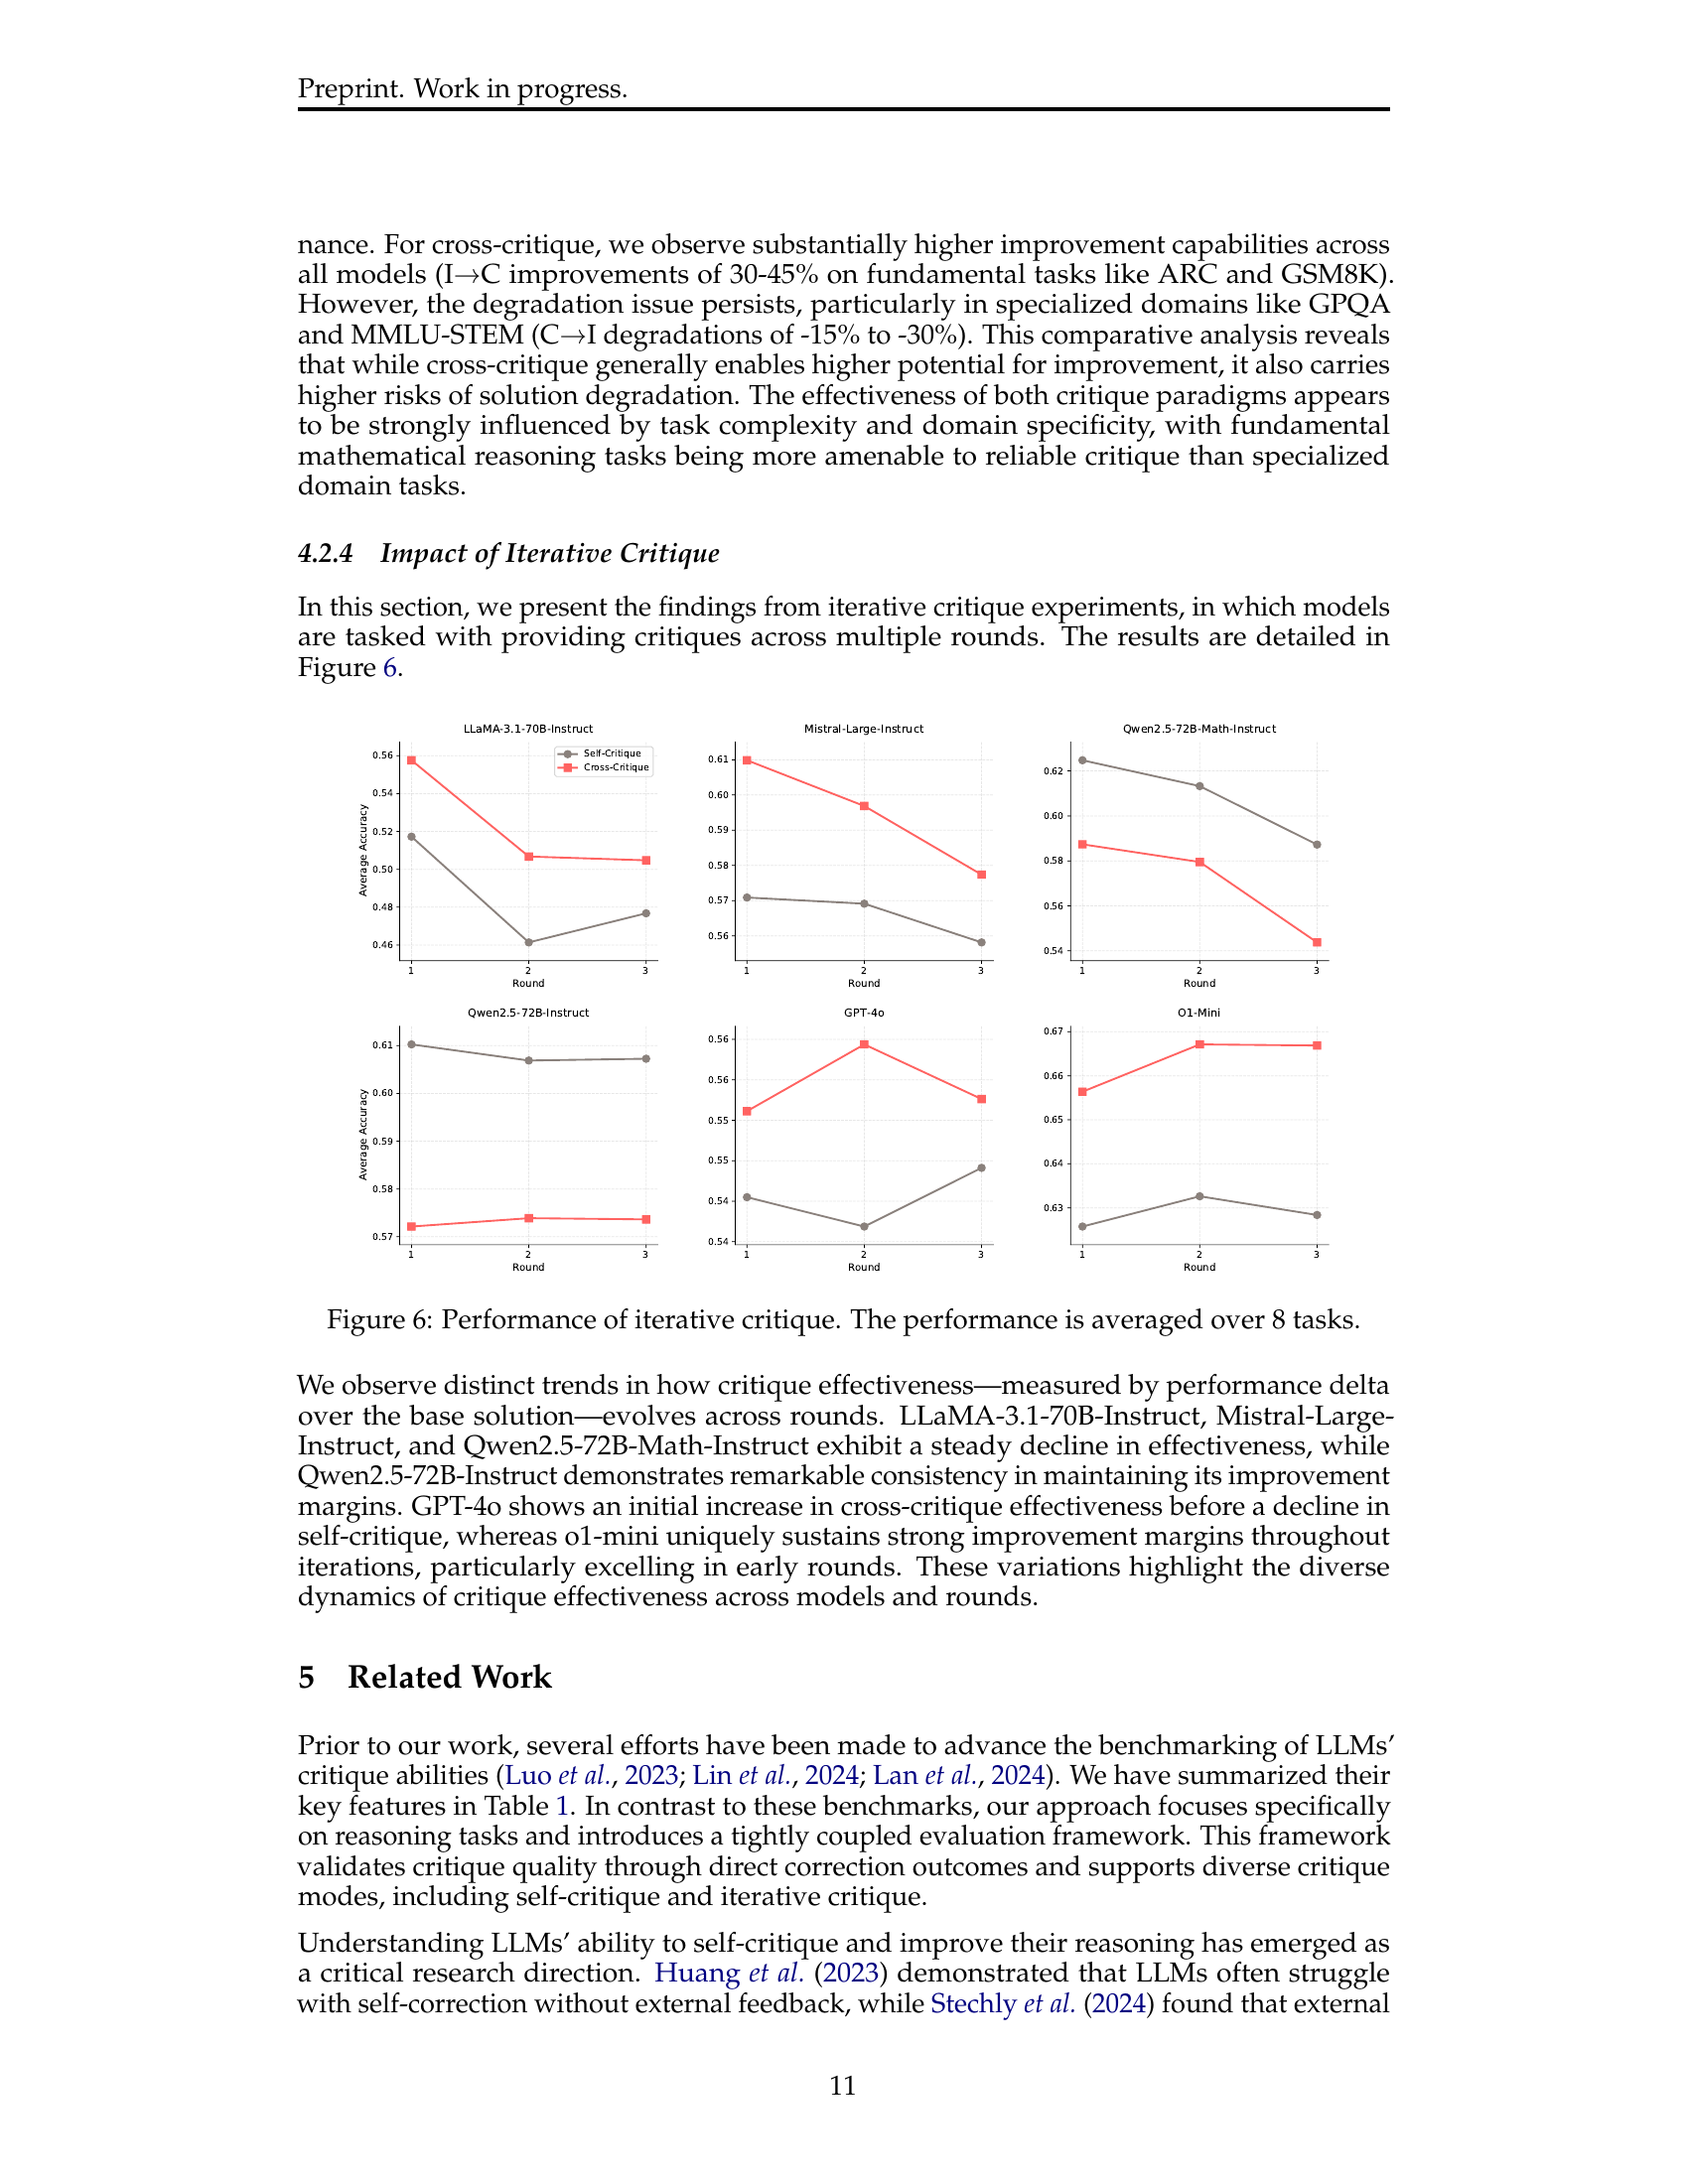 Preprint. Work in progress.
nance. For cross-critique, we observe substantially higher improvement capabilities across
all models (I→C improvements of 30-45% on fundamental tasks like ARC and GSM8K).
However, the degradation issue persists, particularly in specialized domains like GPQA
and MMLU-STEM (C→I degradations of -15% to -30%). This comparative analysis reveals
that while cross-critique generally enables higher potential for improvement, it also carries
higher risks of solution degradation. The effectiveness of both critique paradigms appears
to be strongly influenced by task complexity and domain specificity, with fundamental
mathematical reasoning tasks being more amenable to reliable critique than specialized
domain tasks.
4.2.4 Impact of Iterative Critique
In this section, we present the findings from iterative critique experiments, in which models
are tasked with providing critiques across multiple rounds. The results are detailed in
Figure 6.
LLaMA-3.1-70B-Instruct
Self-Critique
Cross-Critique
Average Accuracy
0.56
0.54
0.52
0.50
0.48
0.46
1 2 3
Round
Mistral-Large-Instruct
0.61
0.60
0.59
0.58
0.57
0.56
1 2 3
Round
Qwen2.5-72B-Math-Instruct
0.62
0.60
0.58
0.56
0.54
1 2 3
Round
Qwen2.5-72B-Instruct
Average Accuracy
0.61
0.60
0.59
0.58
0.57
1 2 3
Round
GPT-4o
0.56
0.56
0.55
0.55
0.54
0.54
1 2 3
Round
O1-Mini
0.67
0.66
0.65
0.64
0.63
1 2 3
Round
Figure 6: Performance of iterative critique. The performance is averaged over 8 tasks.
We observe distinct trends in how critique effectiveness—measured by performance delta
over the base solution—evolves across rounds. LLaMA-3.1-70B-Instruct, Mistral-Large-
Instruct, and Qwen2.5-72B-Math-Instruct exhibit a steady decline in effectiveness, while
Qwen2.5-72B-Instruct demonstrates remarkable consistency in maintaining its improvement
margins. GPT-4o shows an initial increase in cross-critique effectiveness before a decline in
self-critique, whereas o1-mini uniquely sustains strong improvement margins throughout
iterations, particularly excelling in early rounds. These variations highlight the diverse
dynamics of critique effectiveness across models and rounds.
5 Related Work
Prior to our work, several efforts have been made to advance the benchmarking of LLMs’
critique abilities (Luo et al., 2023; Lin et al., 2024; Lan et al., 2024). We have summarized their
key features in Table 1. In contrast to these benchmarks, our approach focuses specifically
on reasoning tasks and introduces a tightly coupled evaluation framework. This framework
validates critique quality through direct correction outcomes and supports diverse critique
modes, including self-critique and iterative critique.
Understanding LLMs’ ability to self-critique and improve their reasoning has emerged as
a critical research direction. Huang et al. (2023) demonstrated that LLMs often struggle
with self-correction without external feedback, while Stechly et al. (2024) found that external
11